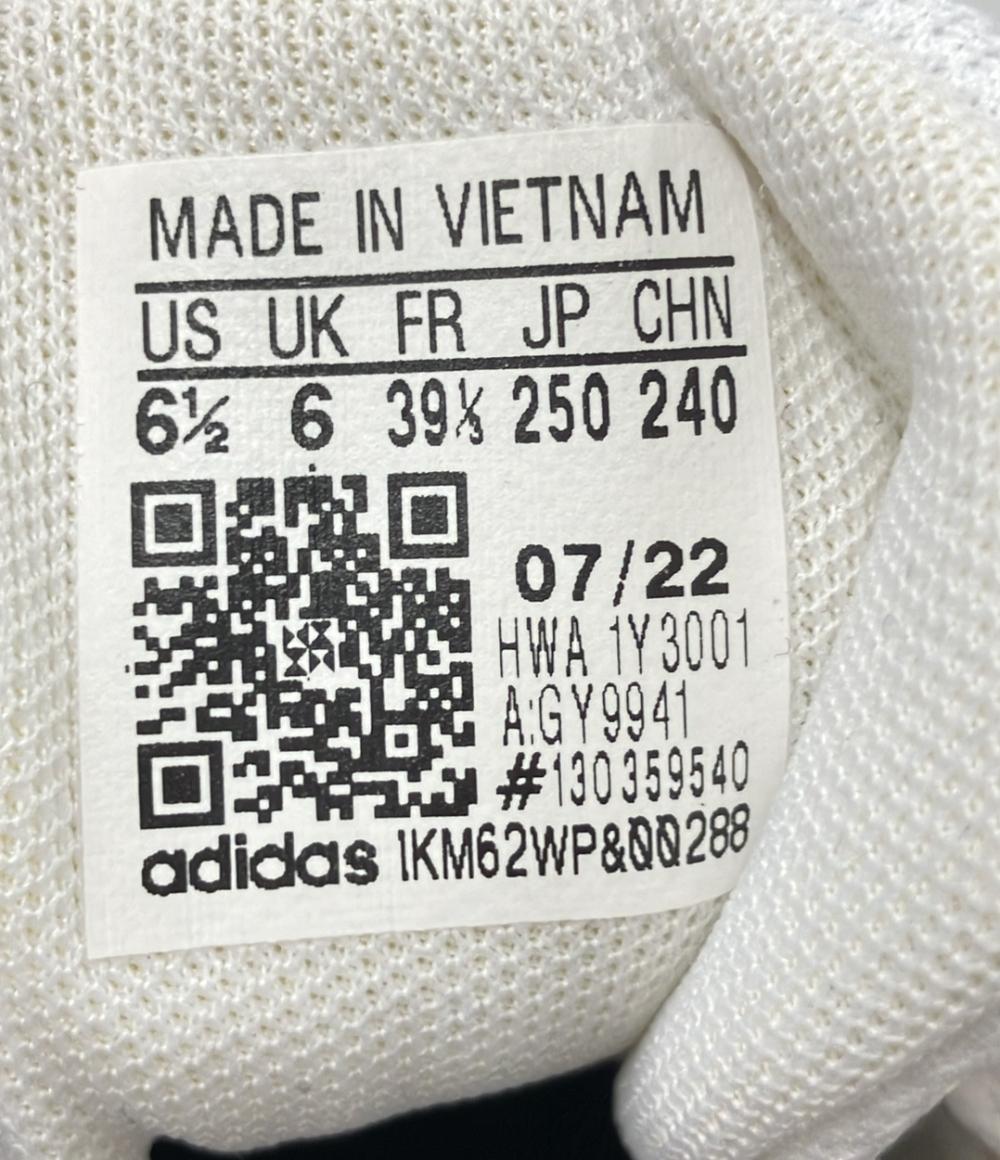 MADE IN VIETNAM
US UK FR JP CHN
6½ 6 39⅓ 250 240
07/22
HWA 1Y3001
A:GY9941
#130359540
adidas 1KM62WP&00288